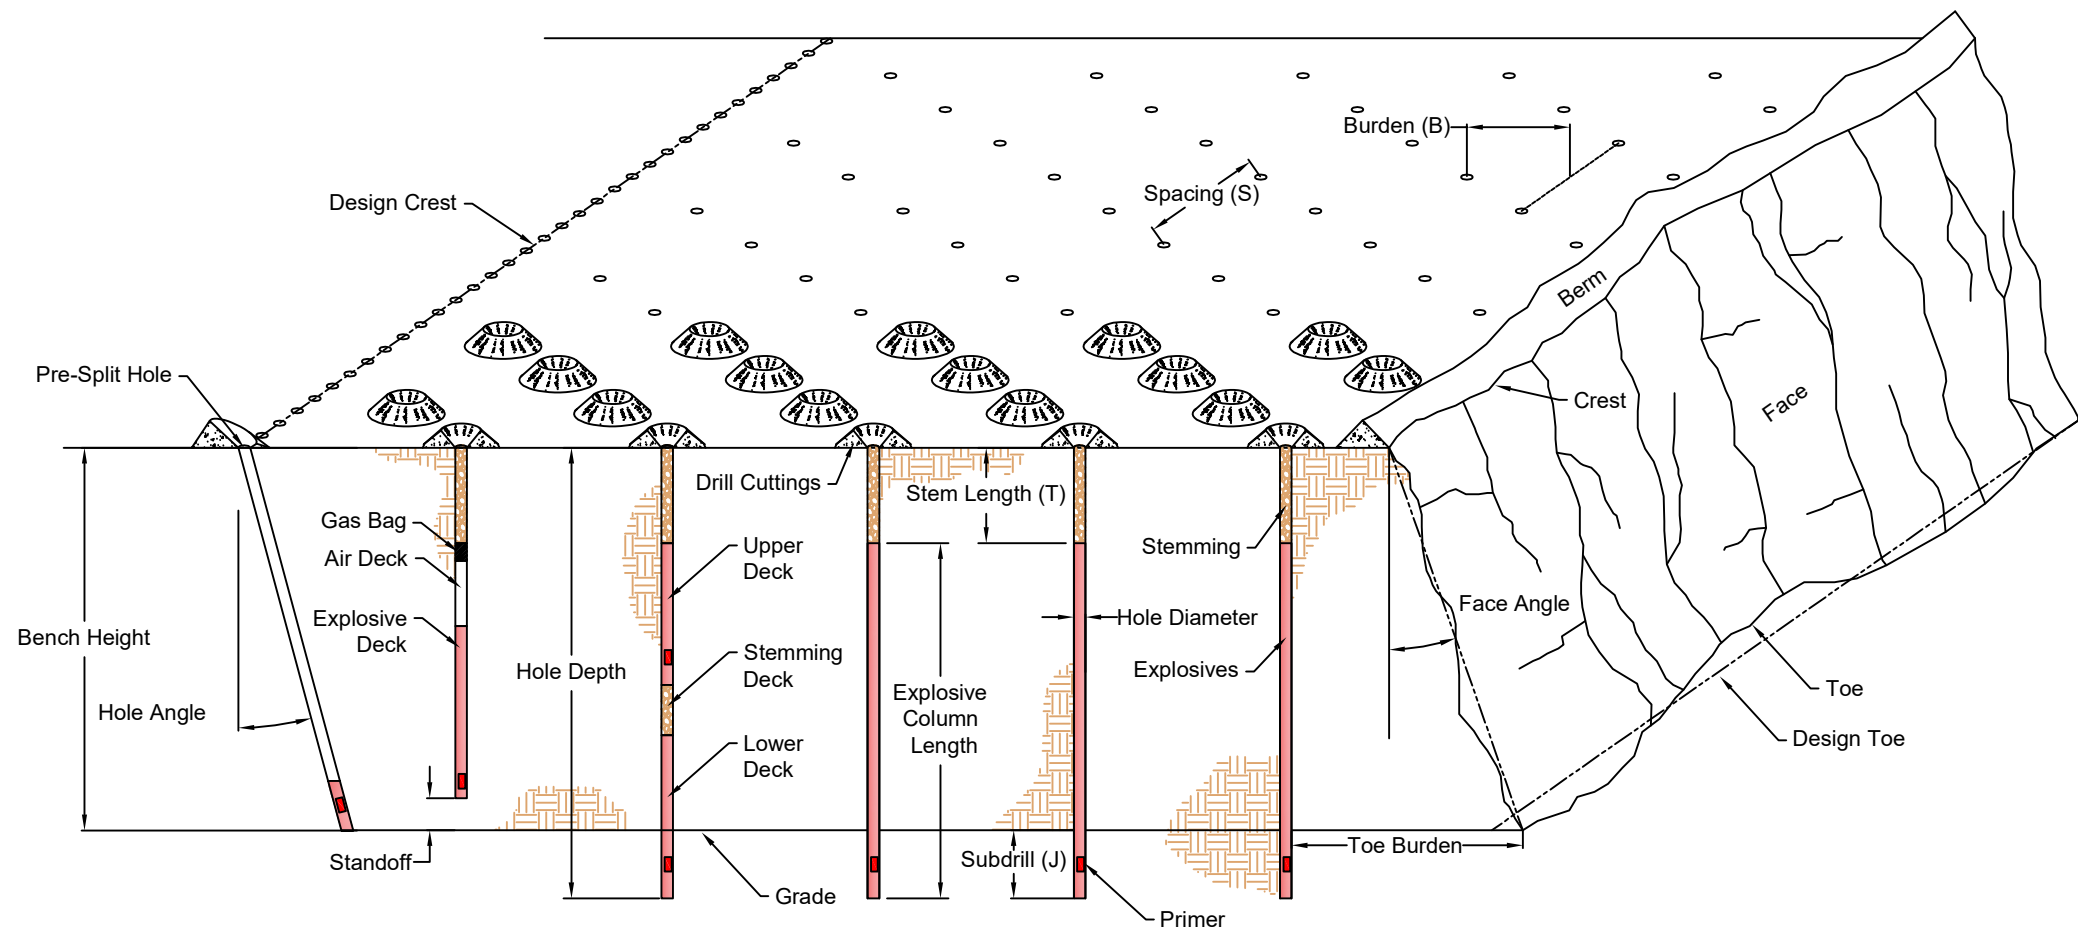 Burden (B)
Spacing (S)
Design Crest
Berm
Pre-Split Hole
Crest
Face
Drill Cuttings
Stem Length (T)
Gas Bag
Air Deck
Upper
Deck
Stemming
Explosive
Deck
Hole Diameter
Face Angle
Bench Height
Hole Depth
Stemming
Deck
Explosives
Explosive
Column
Length
Toe
Hole Angle
Lower
Deck
Design Toe
Standoff
Subdrill (J)
Toe Burden
Grade
Primer